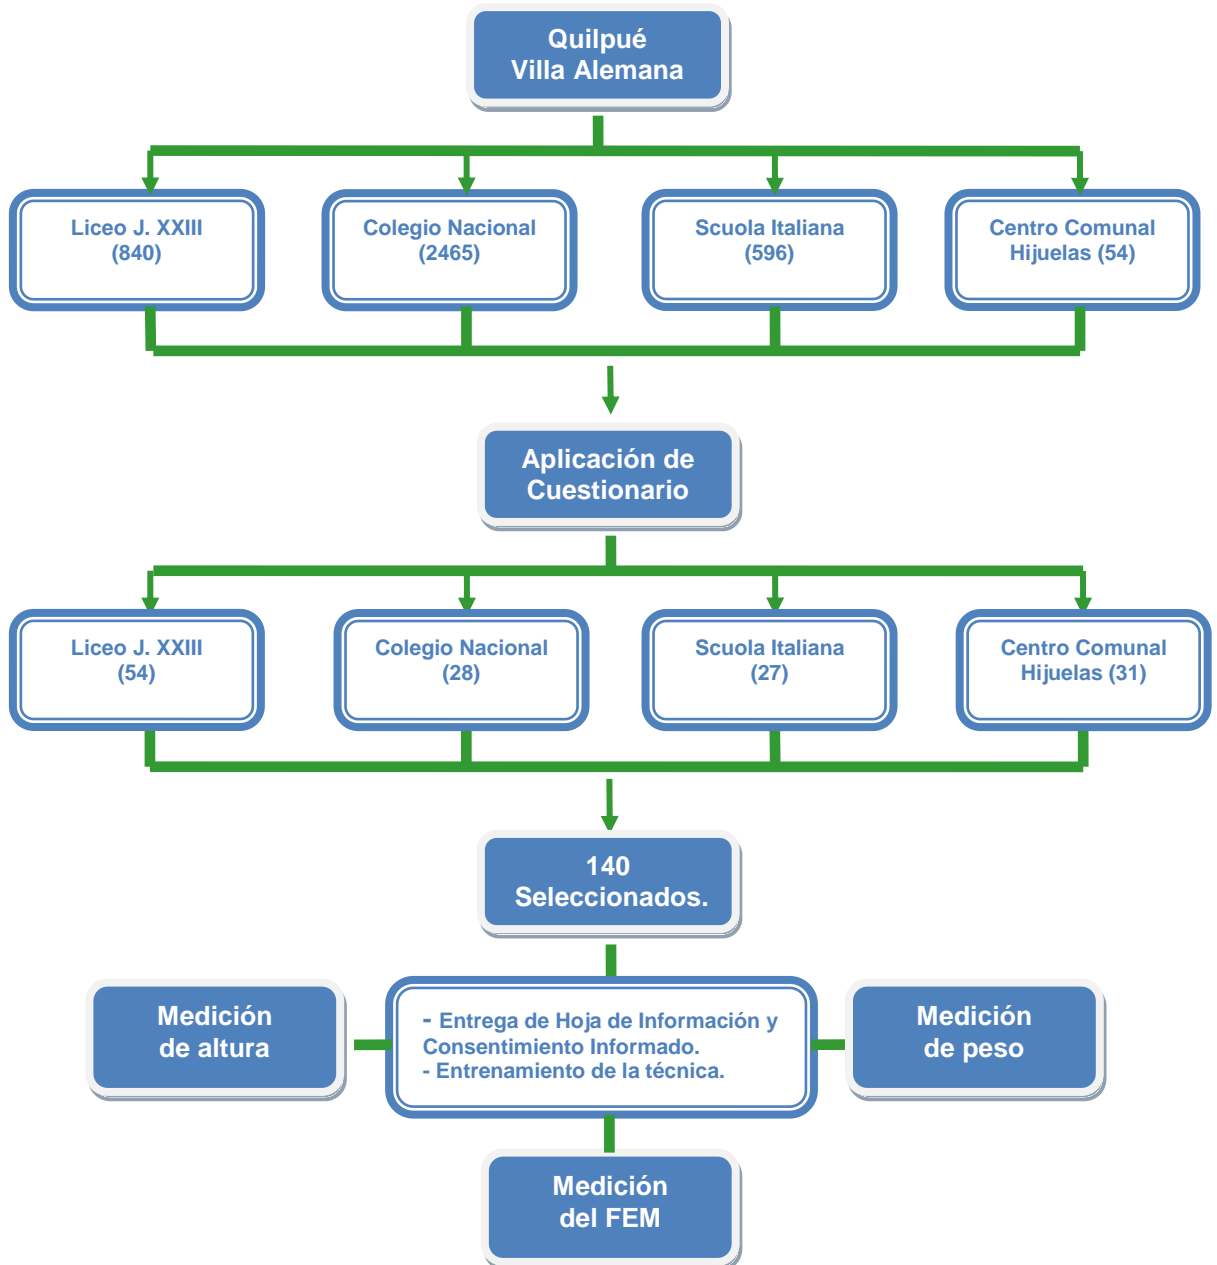 Quilpué
Villa Alemana
Liceo J. XXIII
(840)
Colegio Nacional
(2465)
Scuola Italiana
(596)
Centro Comunal
Hijuelas (54)
Aplicación de
Cuestionario
Liceo J. XXIII
(54)
Colegio Nacional
(28)
Scuola Italiana
(27)
Centro Comunal
Hijuelas (31)
140
Seleccionados.
Medición
de altura
- Entrega de Hoja de Información y
Consentimiento Informado.
- Entrenamiento de la técnica.
Medición
de peso
Medición
del FEM